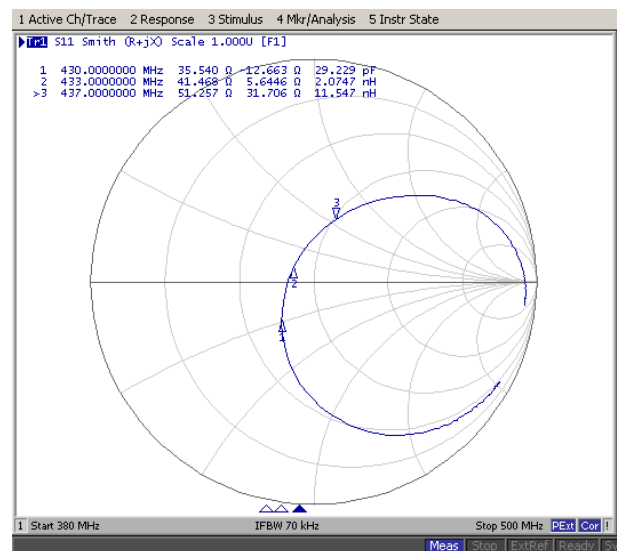 1 Active Ch/Trace 2 Response 3 Stimulus 4 Mkr/Analysis 5 Instr State
Tr1 S11 Smith (R+jX) Scale 1.000U [F1]
1 430.0000000 MHz 35.540 Ω -12.663 Ω 29.229 pF
2 433.0000000 MHz 41.468 Ω 5.6446 Ω 2.0747 nH
>3 437.0000000 MHz 51.257 Ω 31.706 Ω 11.547 nH
3
2
1
1 Start 380 MHz IFBW 70 kHz Stop 500 MHz PExt Cor !
Meas Stop ExtRef Ready